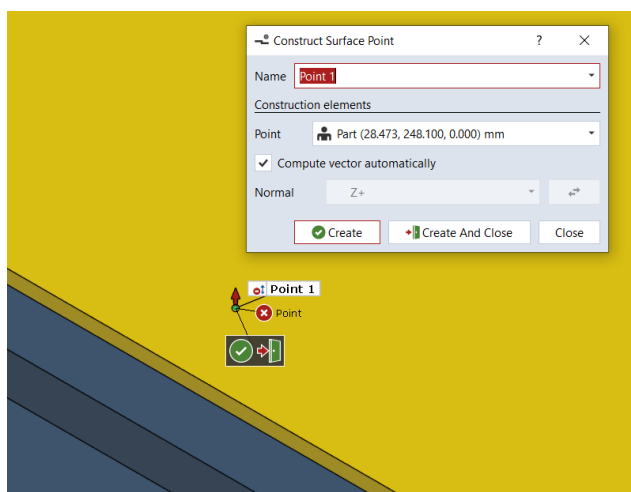 Construct Surface Point ?
Name Point 1
Construction elements
Point Part (28.473, 248.100, 0.000) mm
Compute vector automatically
Normal Z+
Create Create And Close Close
Point 1
Point